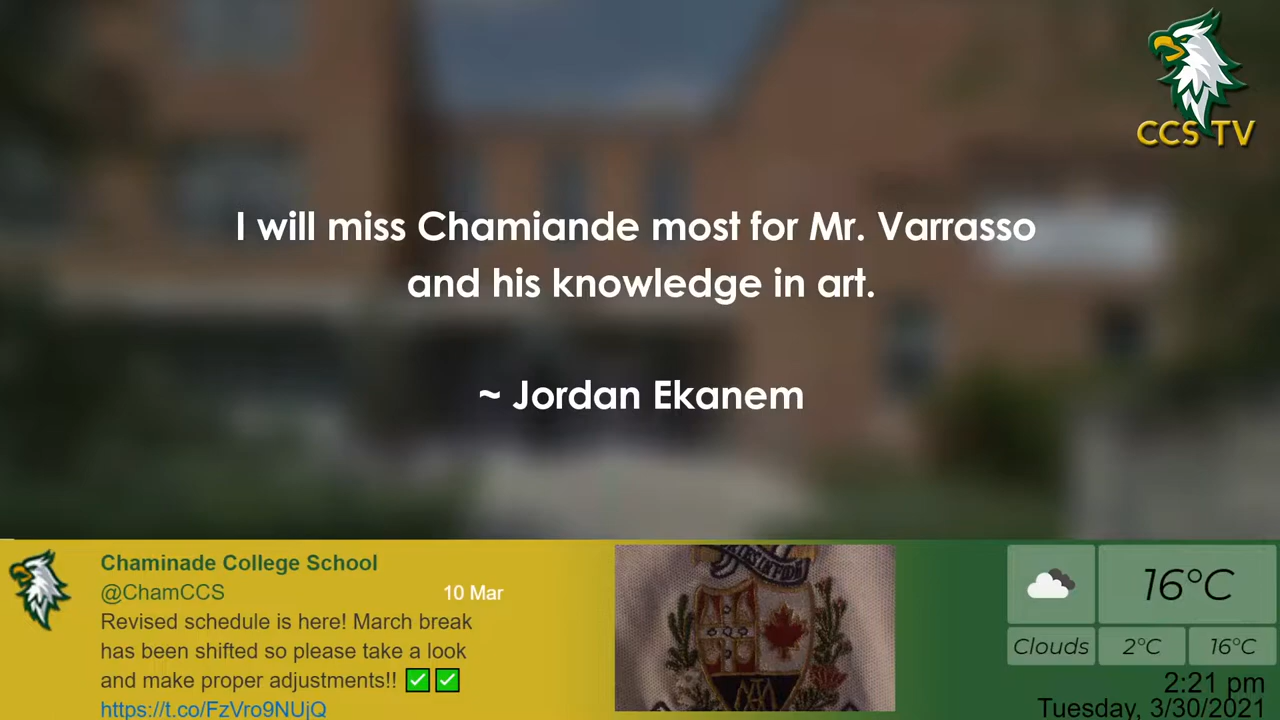 CCS TV
I will miss Chamiande most for Mr. Varrasso
and his knowledge in art.
~ Jordan Ekanem
Chaminade College School
@ChamCCS
10 Mar
Revised schedule is here! March break
has been shifted so please take a look
and make proper adjustments!! ✅✅
https://t.co/FzVro9NUjQ
16°C
Clouds
2°C
16°C
2:21 pm
Tuesday, 3/30/2021